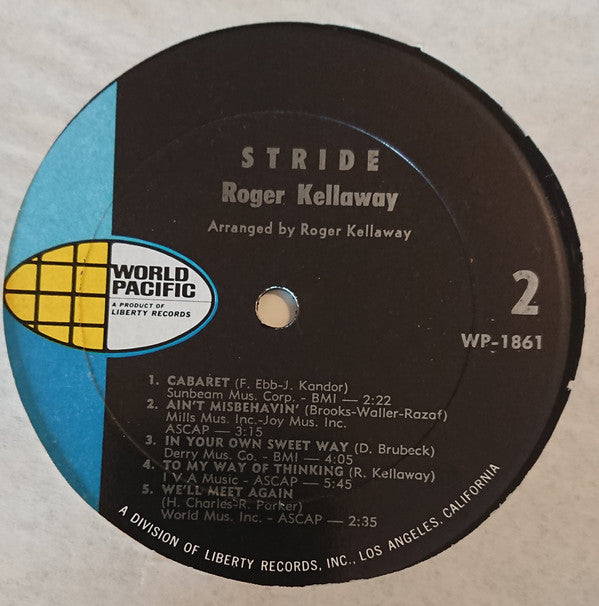 STRIDE
Roger Kellaway
Arranged by Roger Kellaway
WORLD
PACIFIC
A PRODUCT OF
LIBERTY RECORDS
2
WP-1861
1. CABARET (F. Ebb-J. Kandor)
Sunbeam Mus. Corp. - BMI — 2:22
2. AIN'T MISBEHAVIN' (Brooks-Waller-Razaf)
Mills Mus. Inc.-Joy Mus. Inc.
ASCAP — 3:15
3. IN YOUR OWN SWEET WAY (D. Brubeck)
Derry Mus. Co. - BMI — 4:05
4. TO MY WAY OF THINKING (R. Kellaway)
I V A Music - ASCAP — 5:45
5. WE'LL MEET AGAIN
(H. Charles-R. Parker)
World Mus. Inc. - ASCAP — 2:35
A DIVISION OF LIBERTY RECORDS, INC., LOS ANGELES, CALIFORNIA